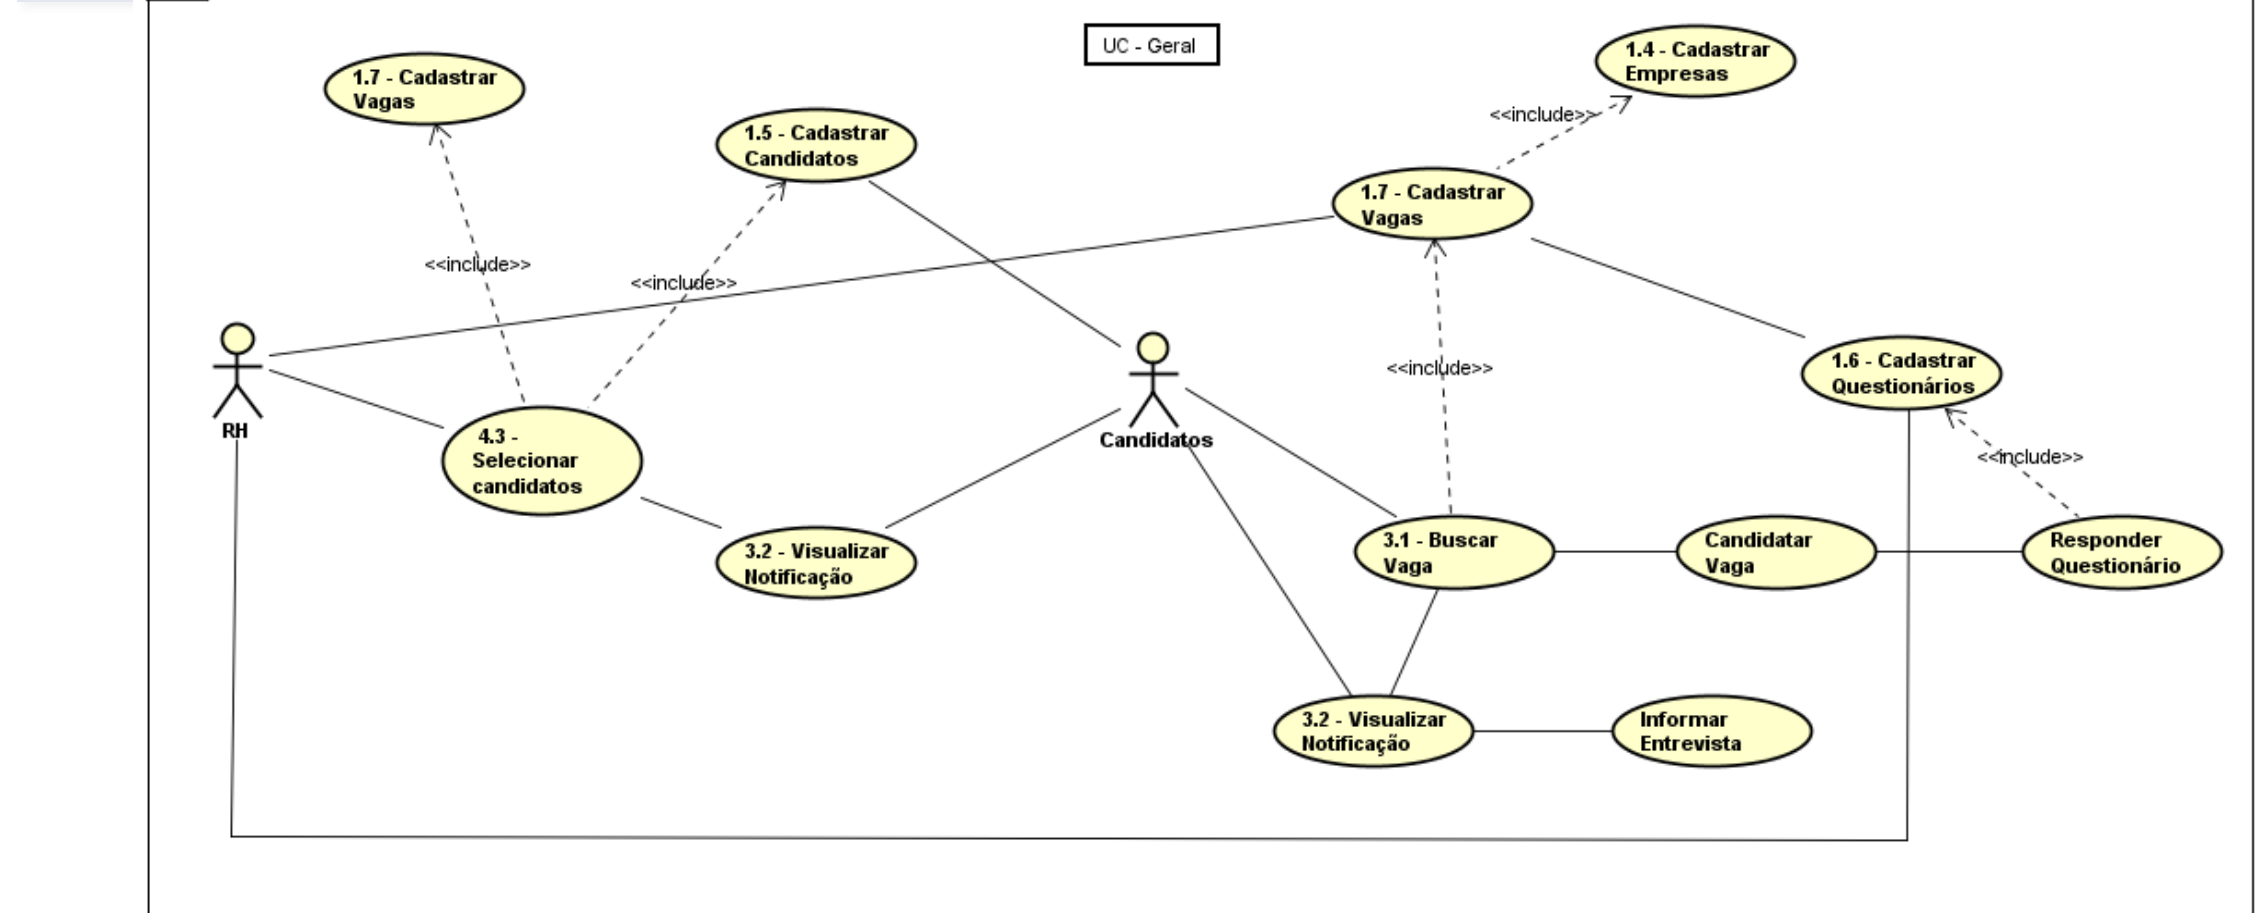 UC - Geral
1.4 - Cadastrar
Empresas
1.7 - Cadastrar
Vagas
<<include>>
1.5 - Cadastrar
Candidatos
1.7 - Cadastrar
Vagas
<<include>>
<<include>>
<<include>>
1.6 - Cadastrar
Questionários
RH
Candidatos
4.3 -
Selecionar
candidatos
<<include>>
3.2 - Visualizar
Notificação
3.1 - Buscar
Vaga
Candidatar
Vaga
Responder
Questionário
3.2 - Visualizar
Notificação
Informar
Entrevista